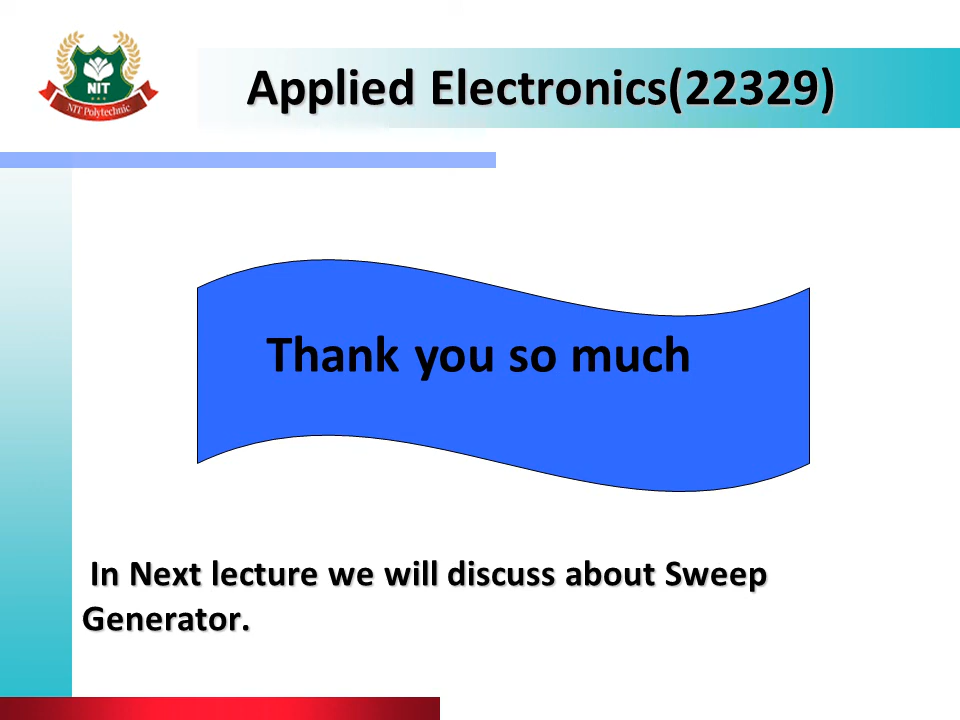 NIT
NIT Polytechnic
Applied Electronics(22329)
Thank you so much
In Next lecture we will discuss about Sweep
Generator.